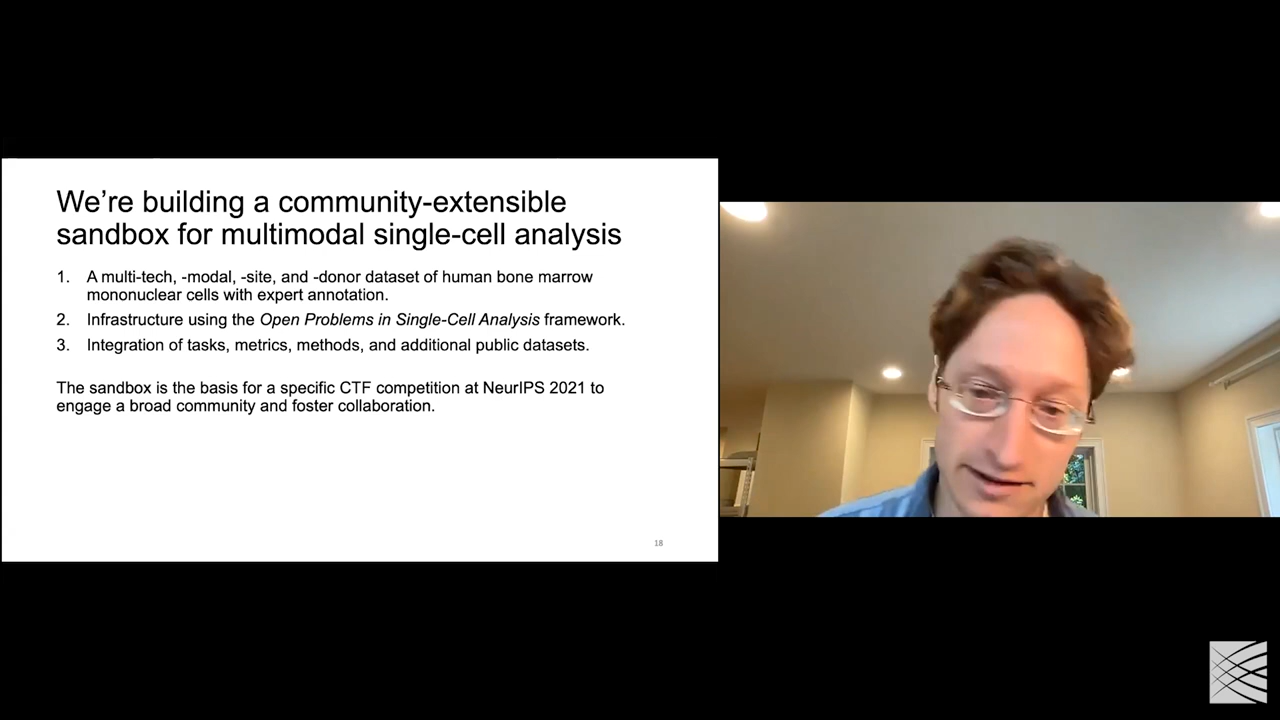 We’re building a community-extensible
sandbox for multimodal single-cell analysis
1. A multi-tech, -modal, -site, and -donor dataset of human bone marrow
mononuclear cells with expert annotation.
2. Infrastructure using the Open Problems in Single-Cell Analysis framework.
3. Integration of tasks, metrics, methods, and additional public datasets.
The sandbox is the basis for a specific CTF competition at NeurIPS 2021 to
engage a broad community and foster collaboration.
18